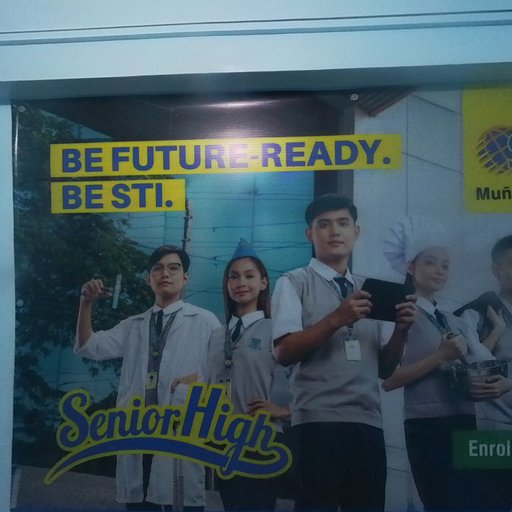 BE FUTURE-READY.
BE STI.
Muñ
Senior High
Enrol